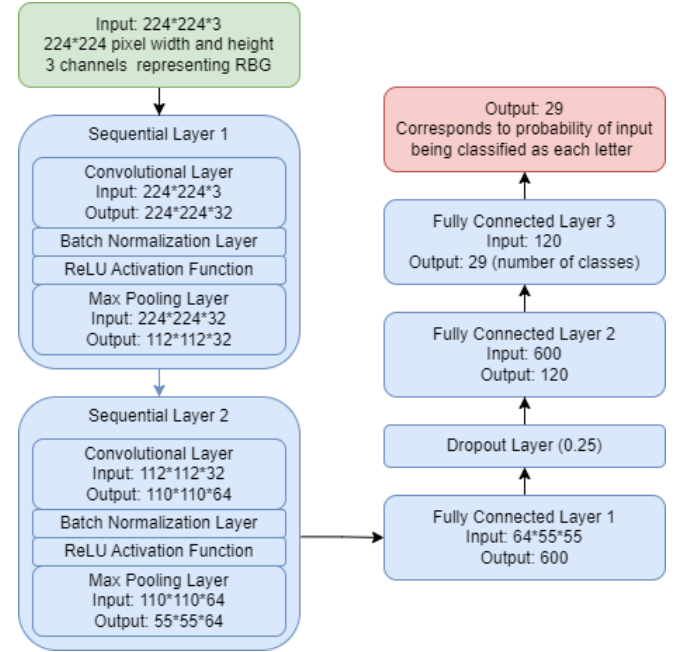 Input: 224*224*3
224*224 pixel width and height
3 channels representing RBG
Sequential Layer 1
Convolutional Layer
Input: 224*224*3
Output: 224*224*32
Batch Normalization Layer
ReLU Activation Function
Max Pooling Layer
Input: 224*224*32
Output: 112*112*32
Sequential Layer 2
Convolutional Layer
Input: 112*112*32
Output: 110*110*64
Batch Normalization Layer
ReLU Activation Function
Max Pooling Layer
Input: 110*110*64
Output: 55*55*64
Fully Connected Layer 1
Input: 64*55*55
Output: 600
Dropout Layer (0.25)
Fully Connected Layer 2
Input: 600
Output: 120
Fully Connected Layer 3
Input: 120
Output: 29 (number of classes)
Output: 29
Corresponds to probability of input
being classified as each letter